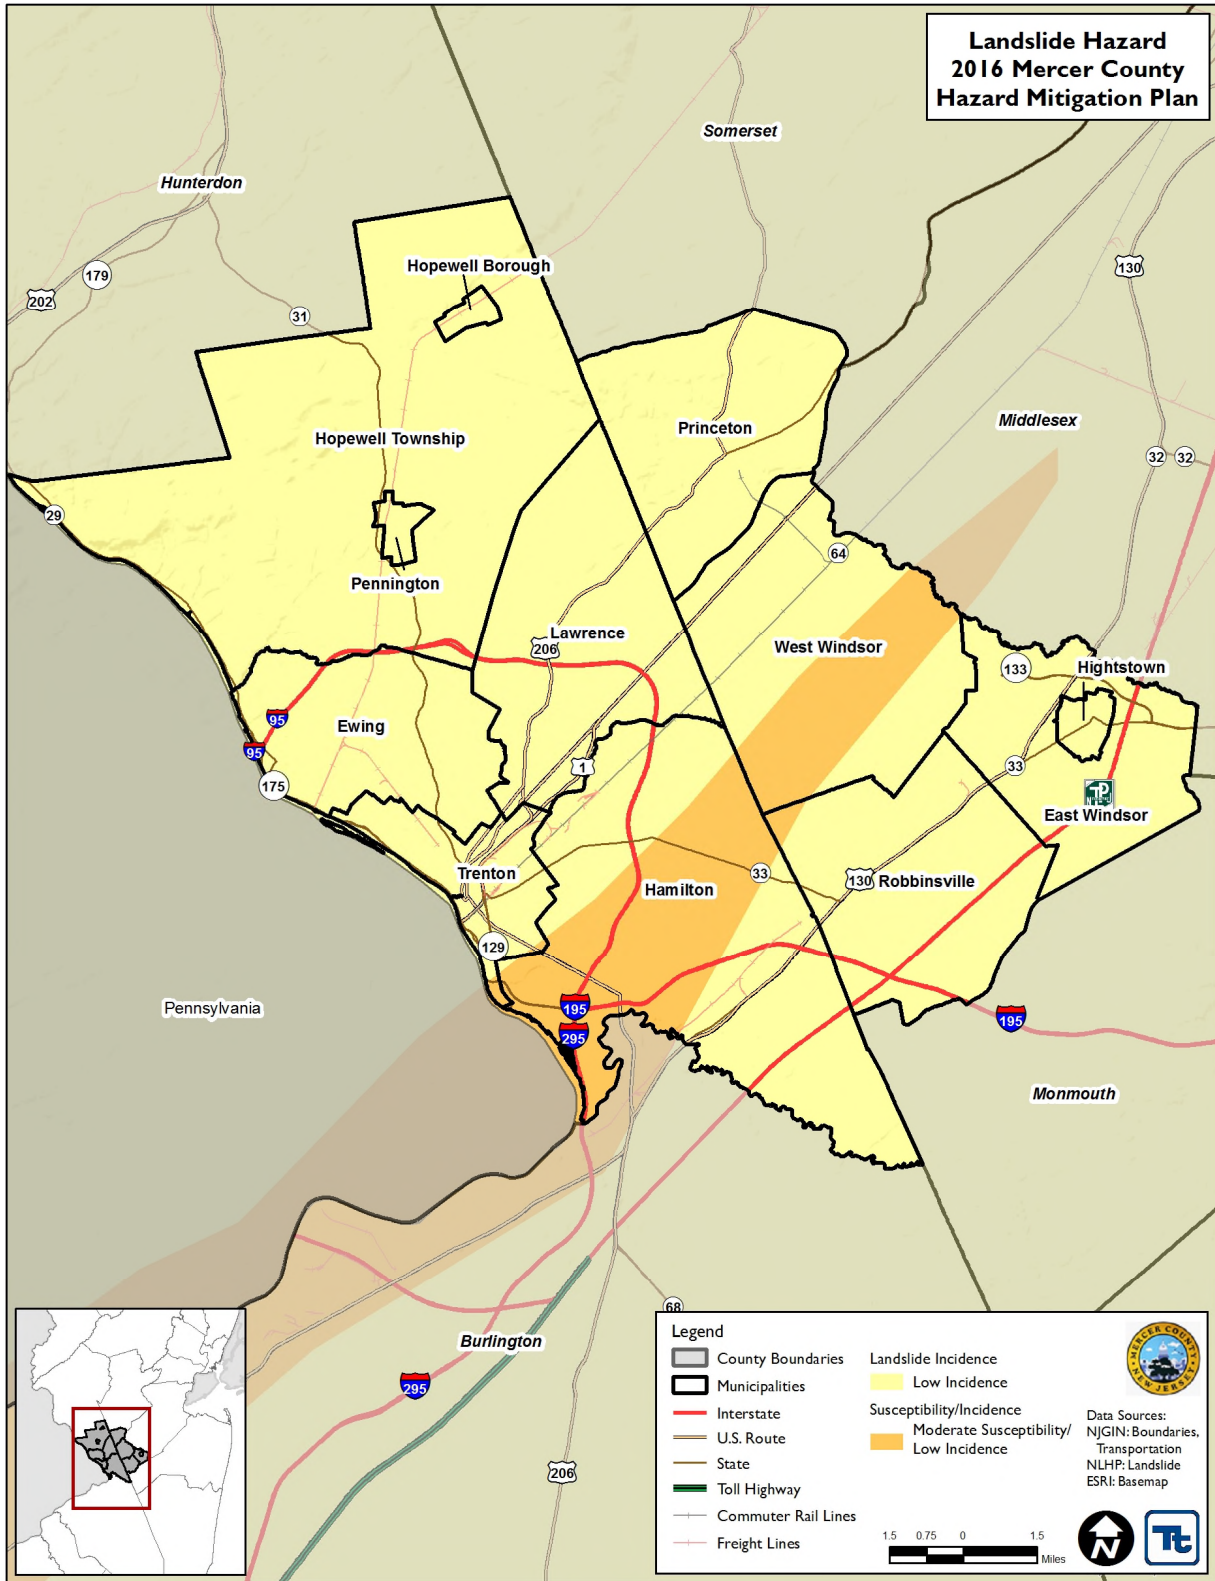 Landslide Hazard
2016 Mercer County
Hazard Mitigation Plan
Somerset
Hunterdon
Hopewell Borough
130
179
202
31
Princeton
Middlesex
Hopewell Township
32
32
29
64
Pennington
Lawrence
206
West Windsor
133
Hightstown
95
Ewing
95
1
33
175
East Windsor
Trenton
33
130
Robbinsville
Hamilton
129
Pennsylvania
195
195
295
Monmouth
68
Burlington
295
206
Legend
County Boundaries
Municipalities
Interstate
U.S. Route
State
Toll Highway
Commuter Rail Lines
Freight Lines
Landslide Incidence
Low Incidence
Susceptibility/Incidence
Moderate Susceptibility/
Low Incidence
MERCER COUNTY
NEW JERSEY
Data Sources:
NJGIN: Boundaries,
Transportation
NLHP: Landslide
ESRI: Basemap
1.5 0.75 0 1.5
Miles
N
Tt